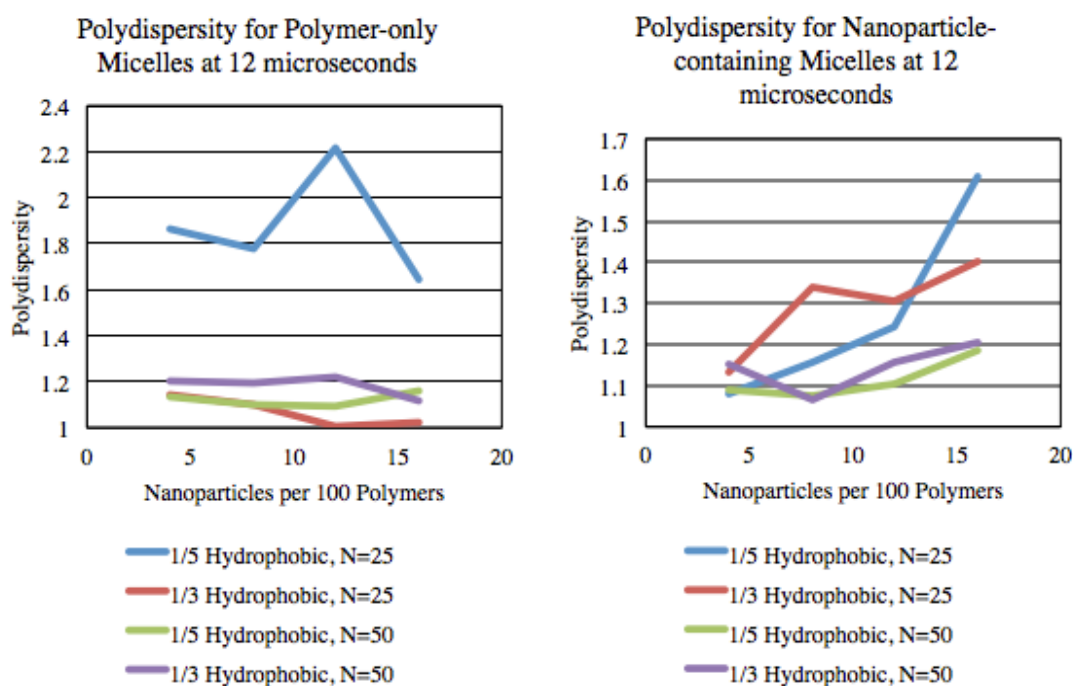 Polydispersity for Polymer-only
Micelles at 12 microseconds
2.4
2.2
2
1.8
1.6
1.4
1.2
1
Polydispersity
0
5
10
15
20
Nanoparticles per 100 Polymers
1/5 Hydrophobic, N=25
1/3 Hydrophobic, N=25
1/5 Hydrophobic, N=50
1/3 Hydrophobic, N=50
Polydispersity for Nanoparticle-
containing Micelles at 12
microseconds
1.7
1.6
1.5
1.4
1.3
1.2
1.1
1
Polydispersity
0
5
10
15
20
Nanoparticles per 100 Polymers
1/5 Hydrophobic, N=25
1/3 Hydrophobic, N=25
1/5 Hydrophobic, N=50
1/3 Hydrophobic, N=50